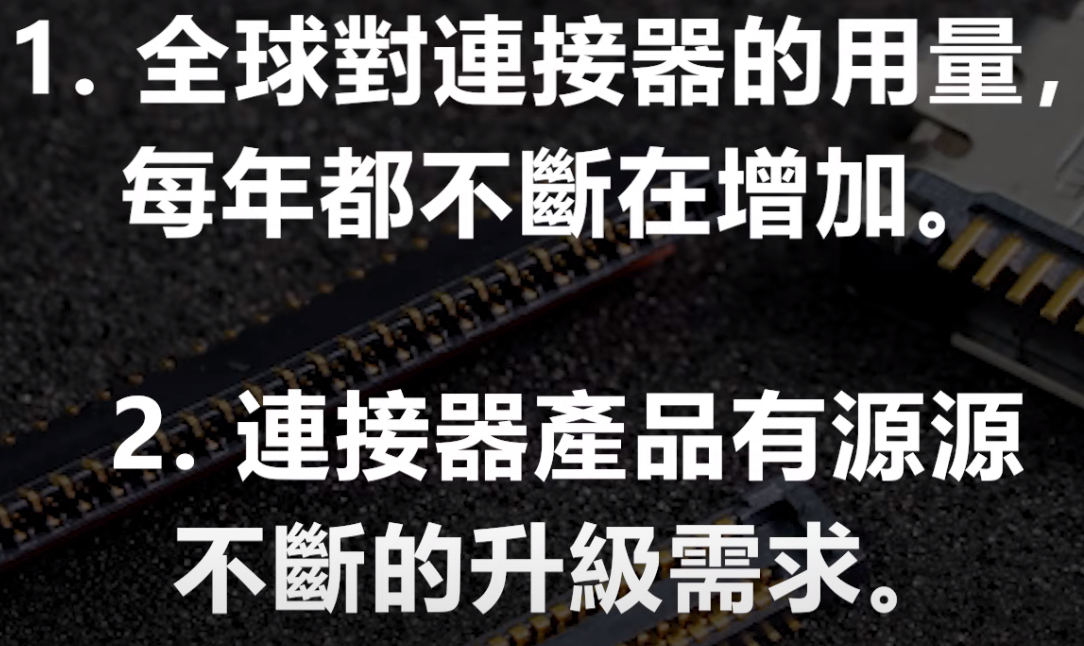 1. 全球對連接器的用量，
每年都不斷在增加。
2. 連接器產品有源源
不斷的升級需求。